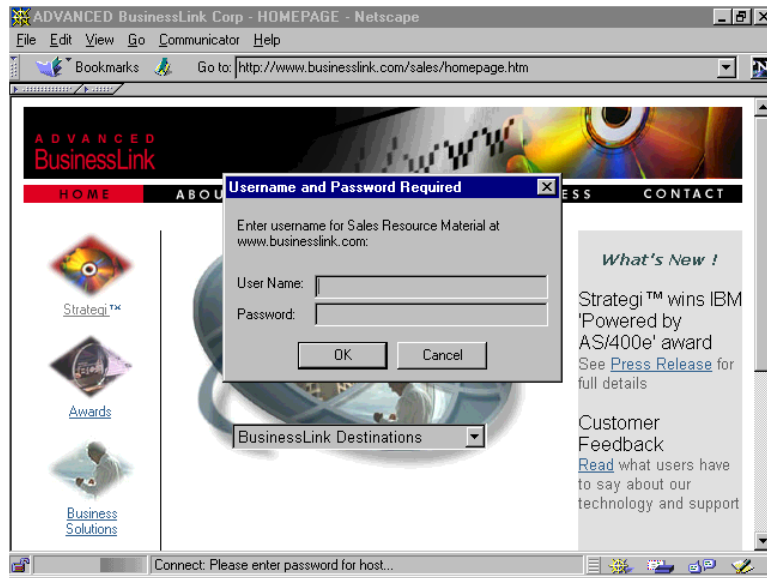 ADVANCED BusinessLink Corp - HOMEPAGE - Netscape
File Edit View Go Communicator Help
Bookmarks Go to: http://www.businesslink.com/sales/homepage.htm
ADVANCED
BusinessLink
www
HOME ABOU ESS CONTACT
Username and Password Required
Enter username for Sales Resource Material at
www.businesslink.com:
User Name:
Password:
OK Cancel
Strategi™
Awards
Business
Solutions
BusinessLink Destinations
What's New !
Strategi™ wins IBM
'Powered by
AS/400e' award
See Press Release for
full details
Customer
Feedback
Read what users have
to say about our
technology and support
Connect: Please enter password for host...